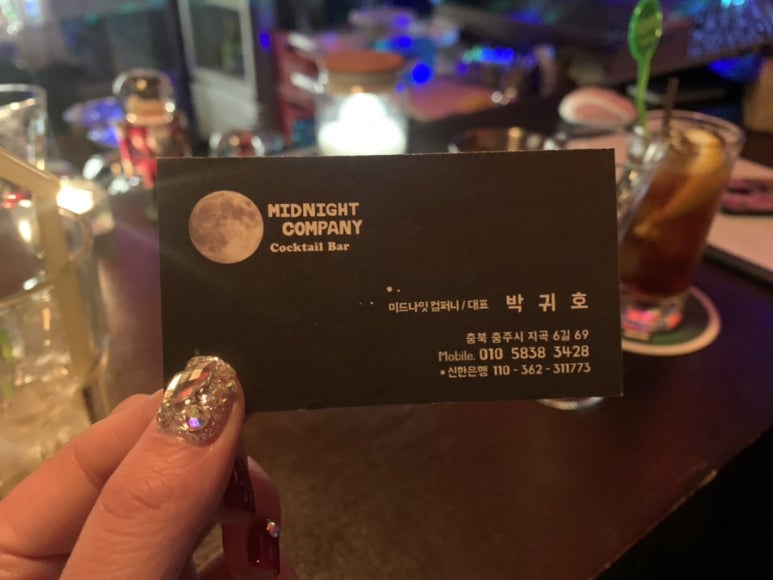 MIDNIGHT
COMPANY
Cocktail Bar
미드나잇 컴퍼니 / 대표 박 귀 호
충북 충주시 지곡 6길 69
Mobile. 010 5838 3428
신한은행 110 - 362 - 311773